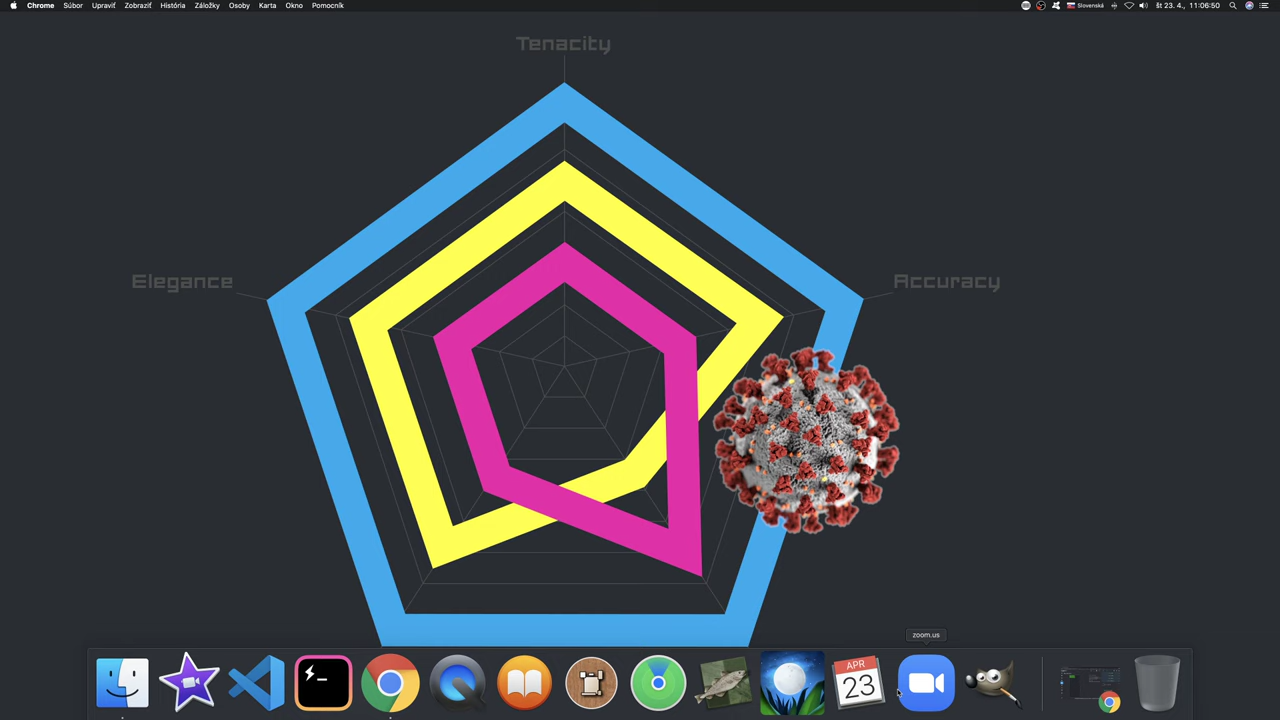 Chrome Súbor Upraviť Zobraziť História Záložky Osoby Karta Okno Pomocník Slovenská št 23. 4., 11:06:50
Tenacity
Elegance
Accuracy
zoom.us
APR
23